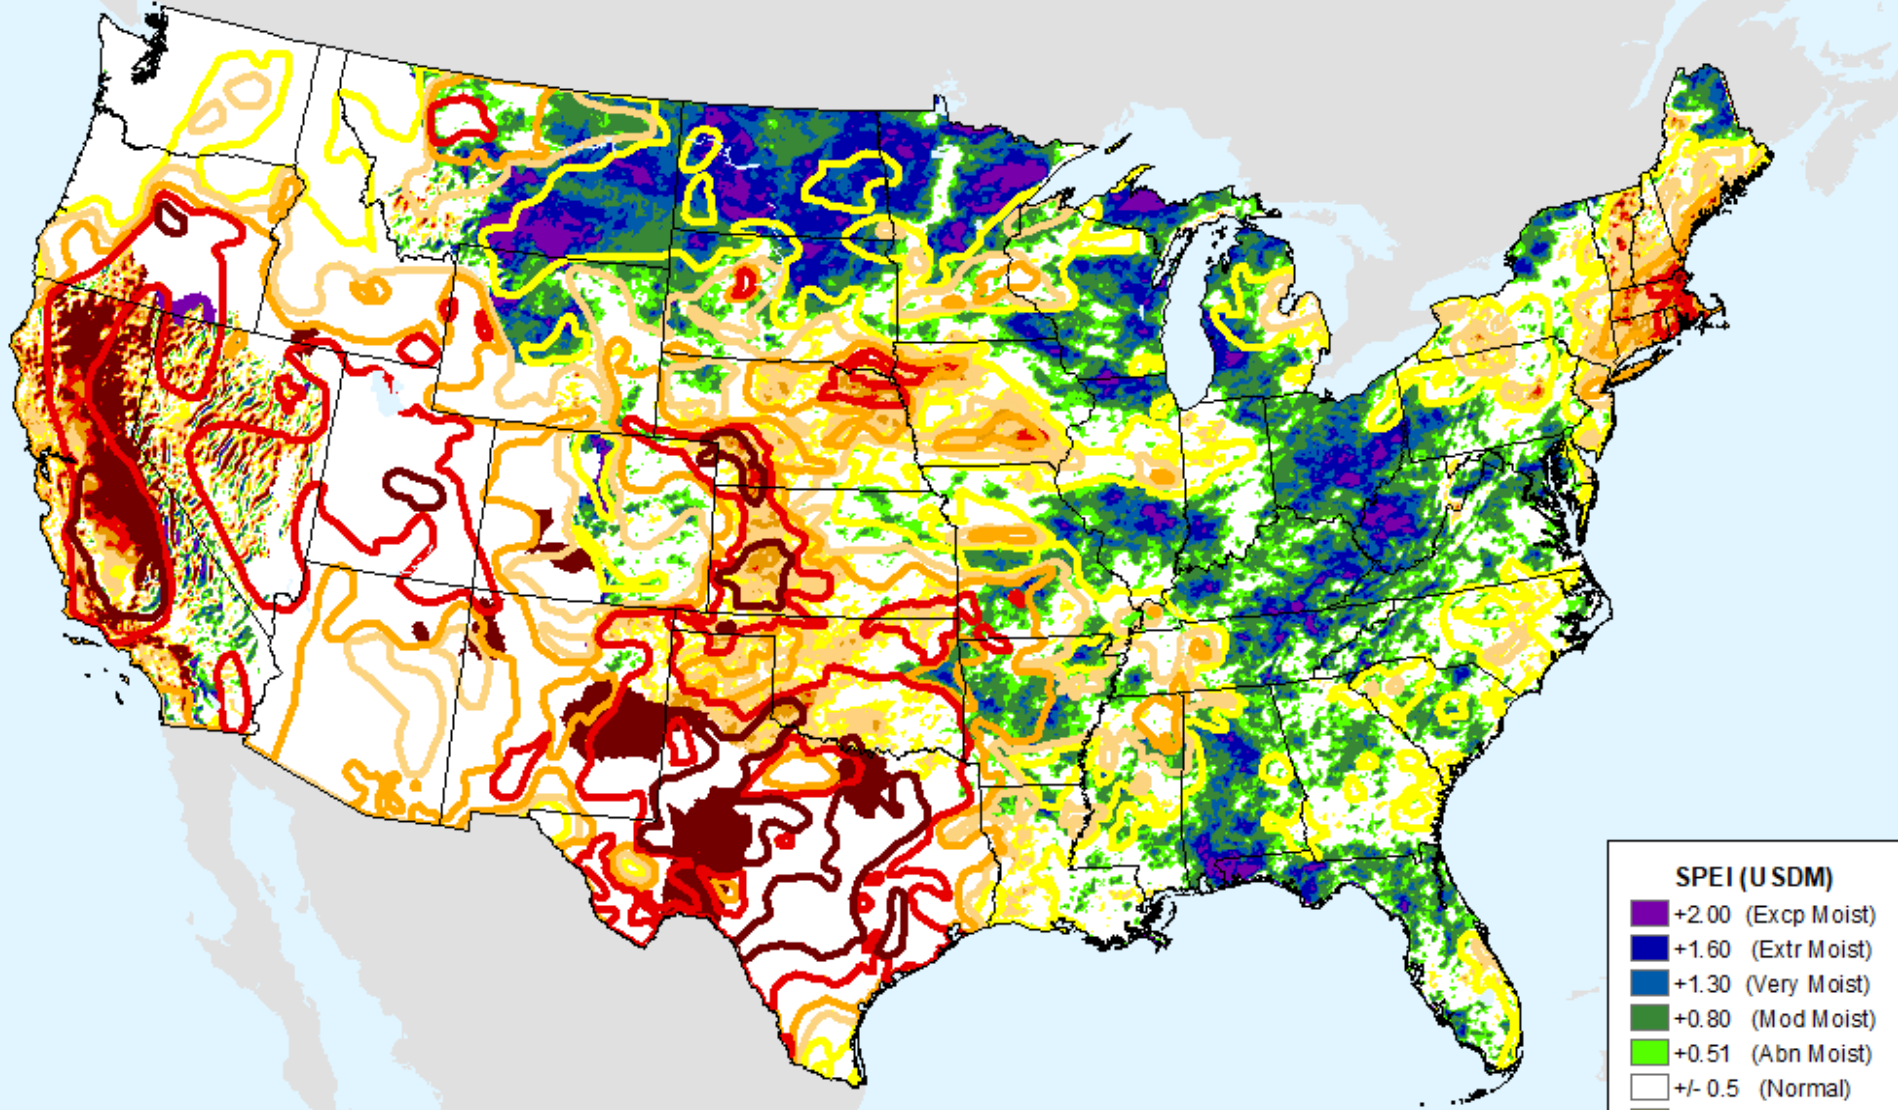 SPEI (USDM)
+2.00 (Excp Moist)
+1.60 (Extr Moist)
+1.30 (Very Moist)
+0.80 (Mod Moist)
+0.51 (Abn Moist)
+/- 0.5 (Normal)